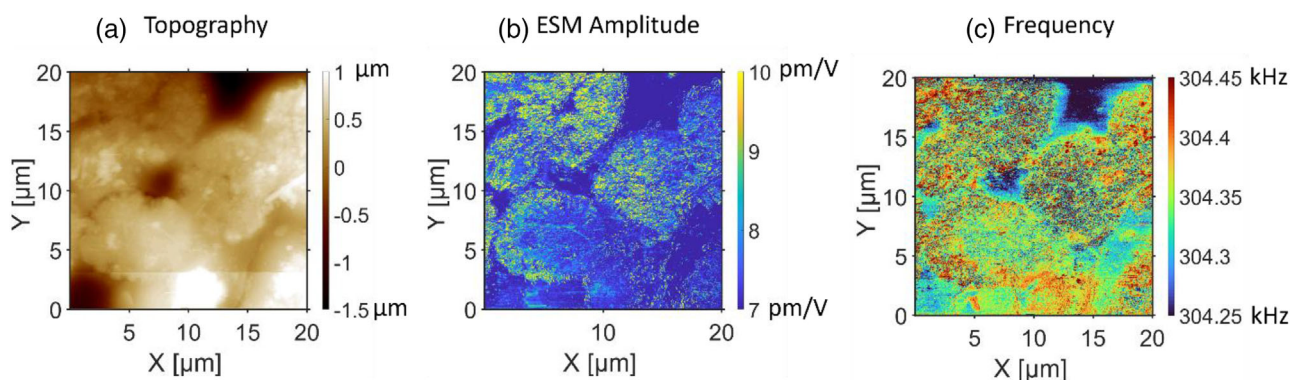 (a) Topography
20
15
10
5
0
Y [µm]
5 10 15 20
X [µm]
1 µm
0.5
0
-0.5
-1
-1.5 µm
(b) ESM Amplitude
20
15
10
5
0
10 20
X [µm]
10 pm/V
9
8
7 pm/V
(c) Frequency
20
15
10
5
0
Y [µm]
5 10 15 20
X [µm]
304.45 kHz
304.4
304.35
304.3
304.25 kHz